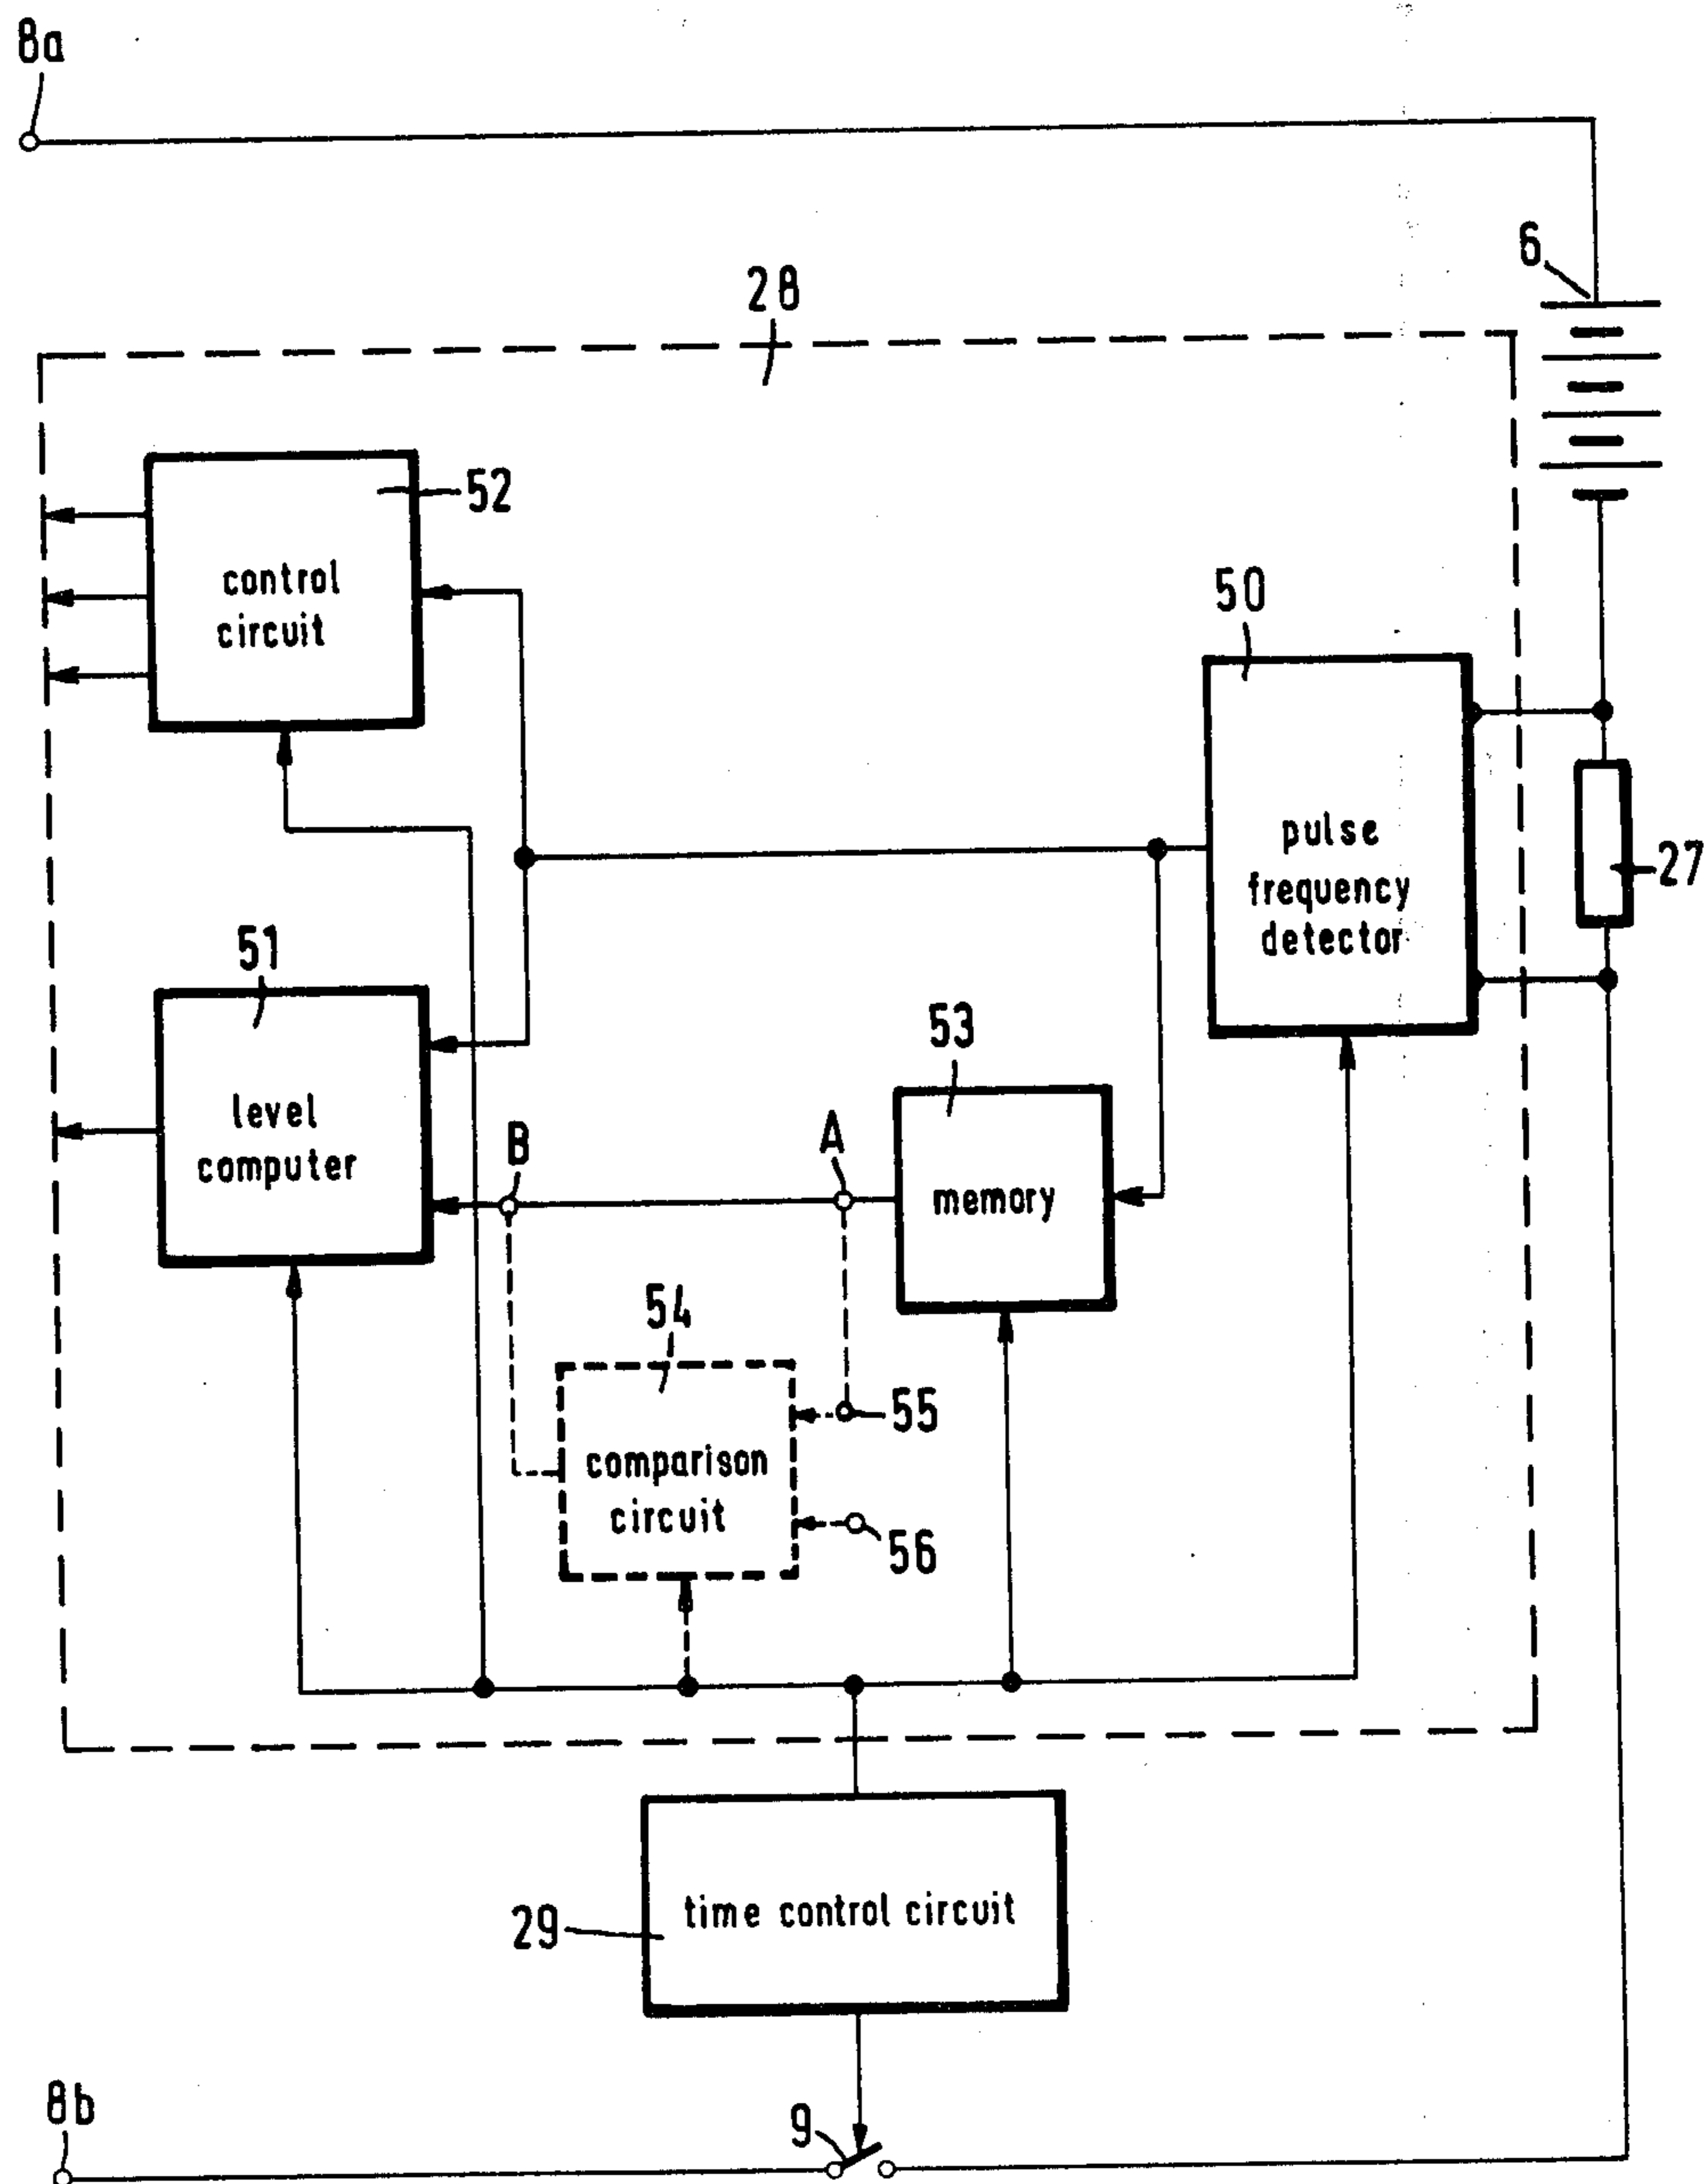 8a
6
28
52
control
circuit
50
pulse
frequency
detector
27
51
level
computer
53
B
A
memory
54
55
comparison
circuit
56
time control circuit
29
8b
9